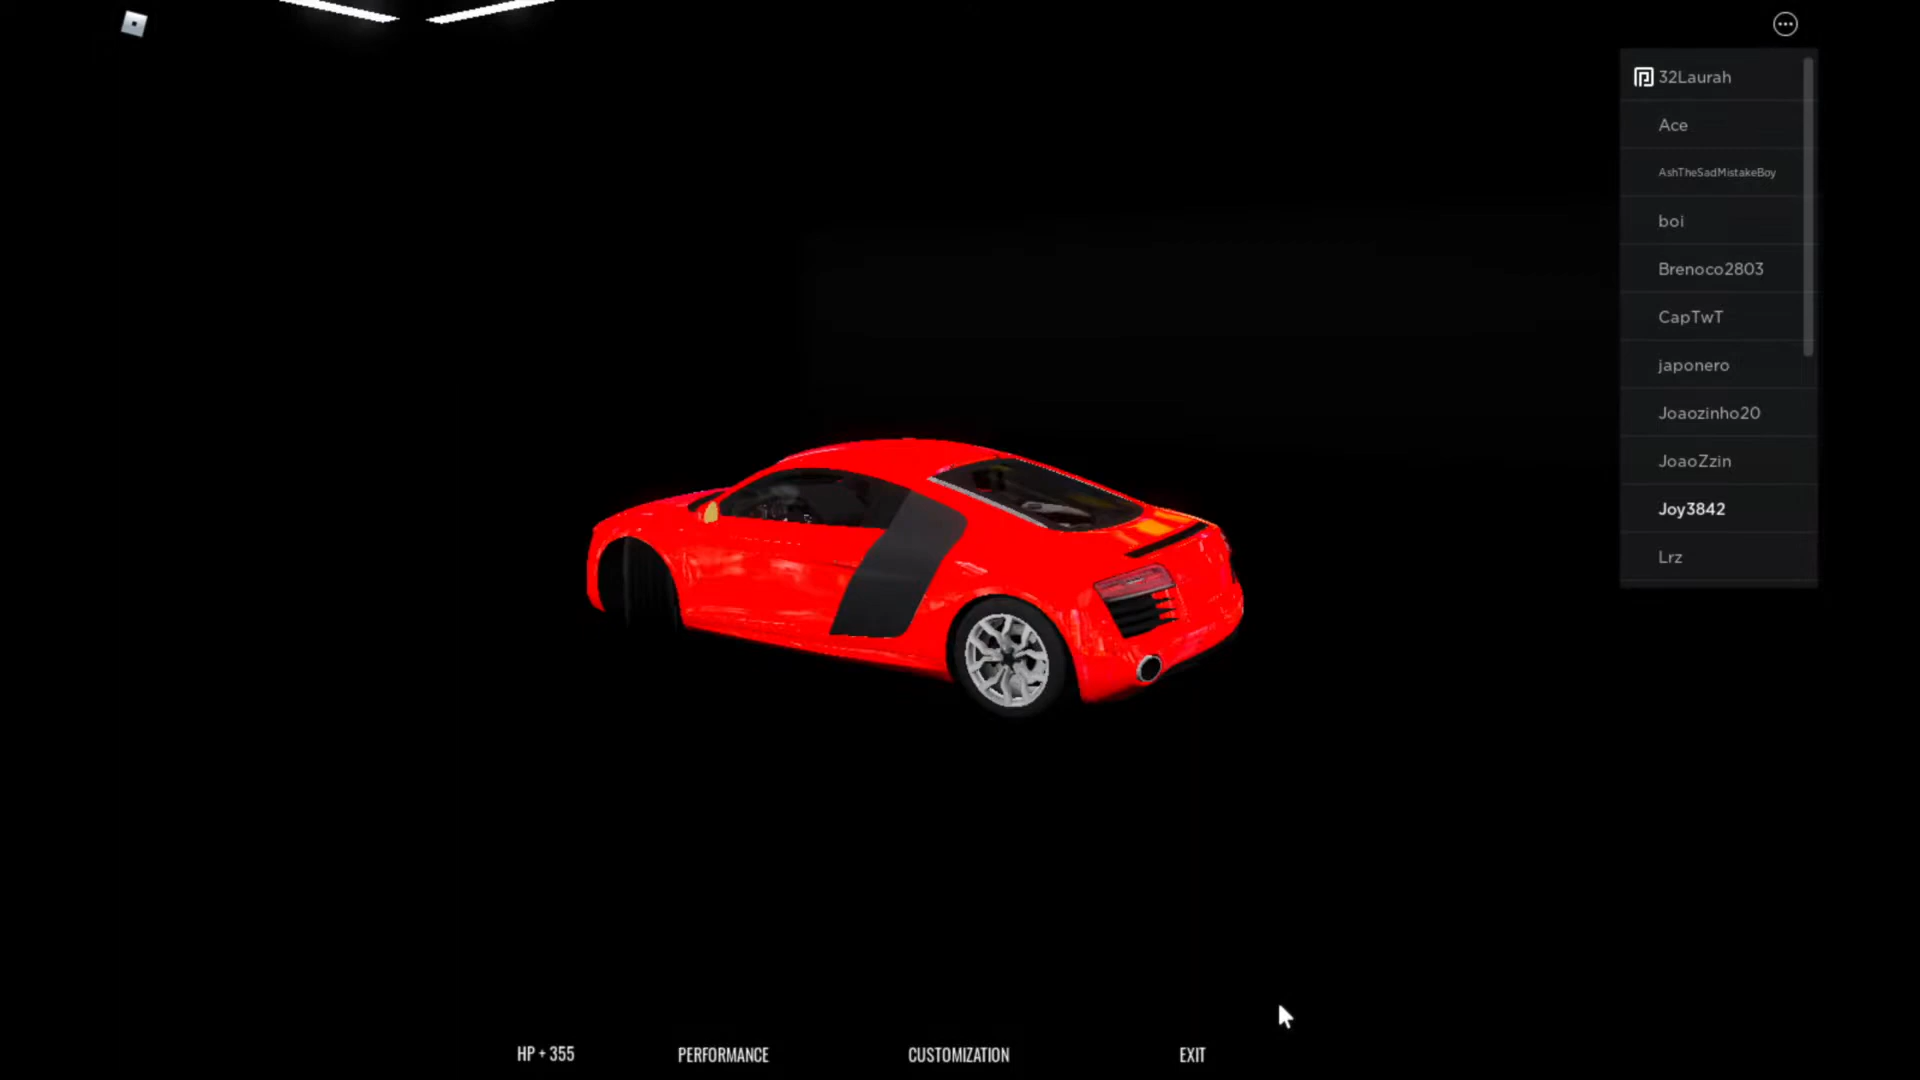 32Laurah
Ace
AshTheSadMistakeBoy
boi
Brenoco2803
CapTwT
japonero
Joaozinho20
JoaoZzin
Joy3842
Lrz
HP + 355
PERFORMANCE
CUSTOMIZATION
EXIT